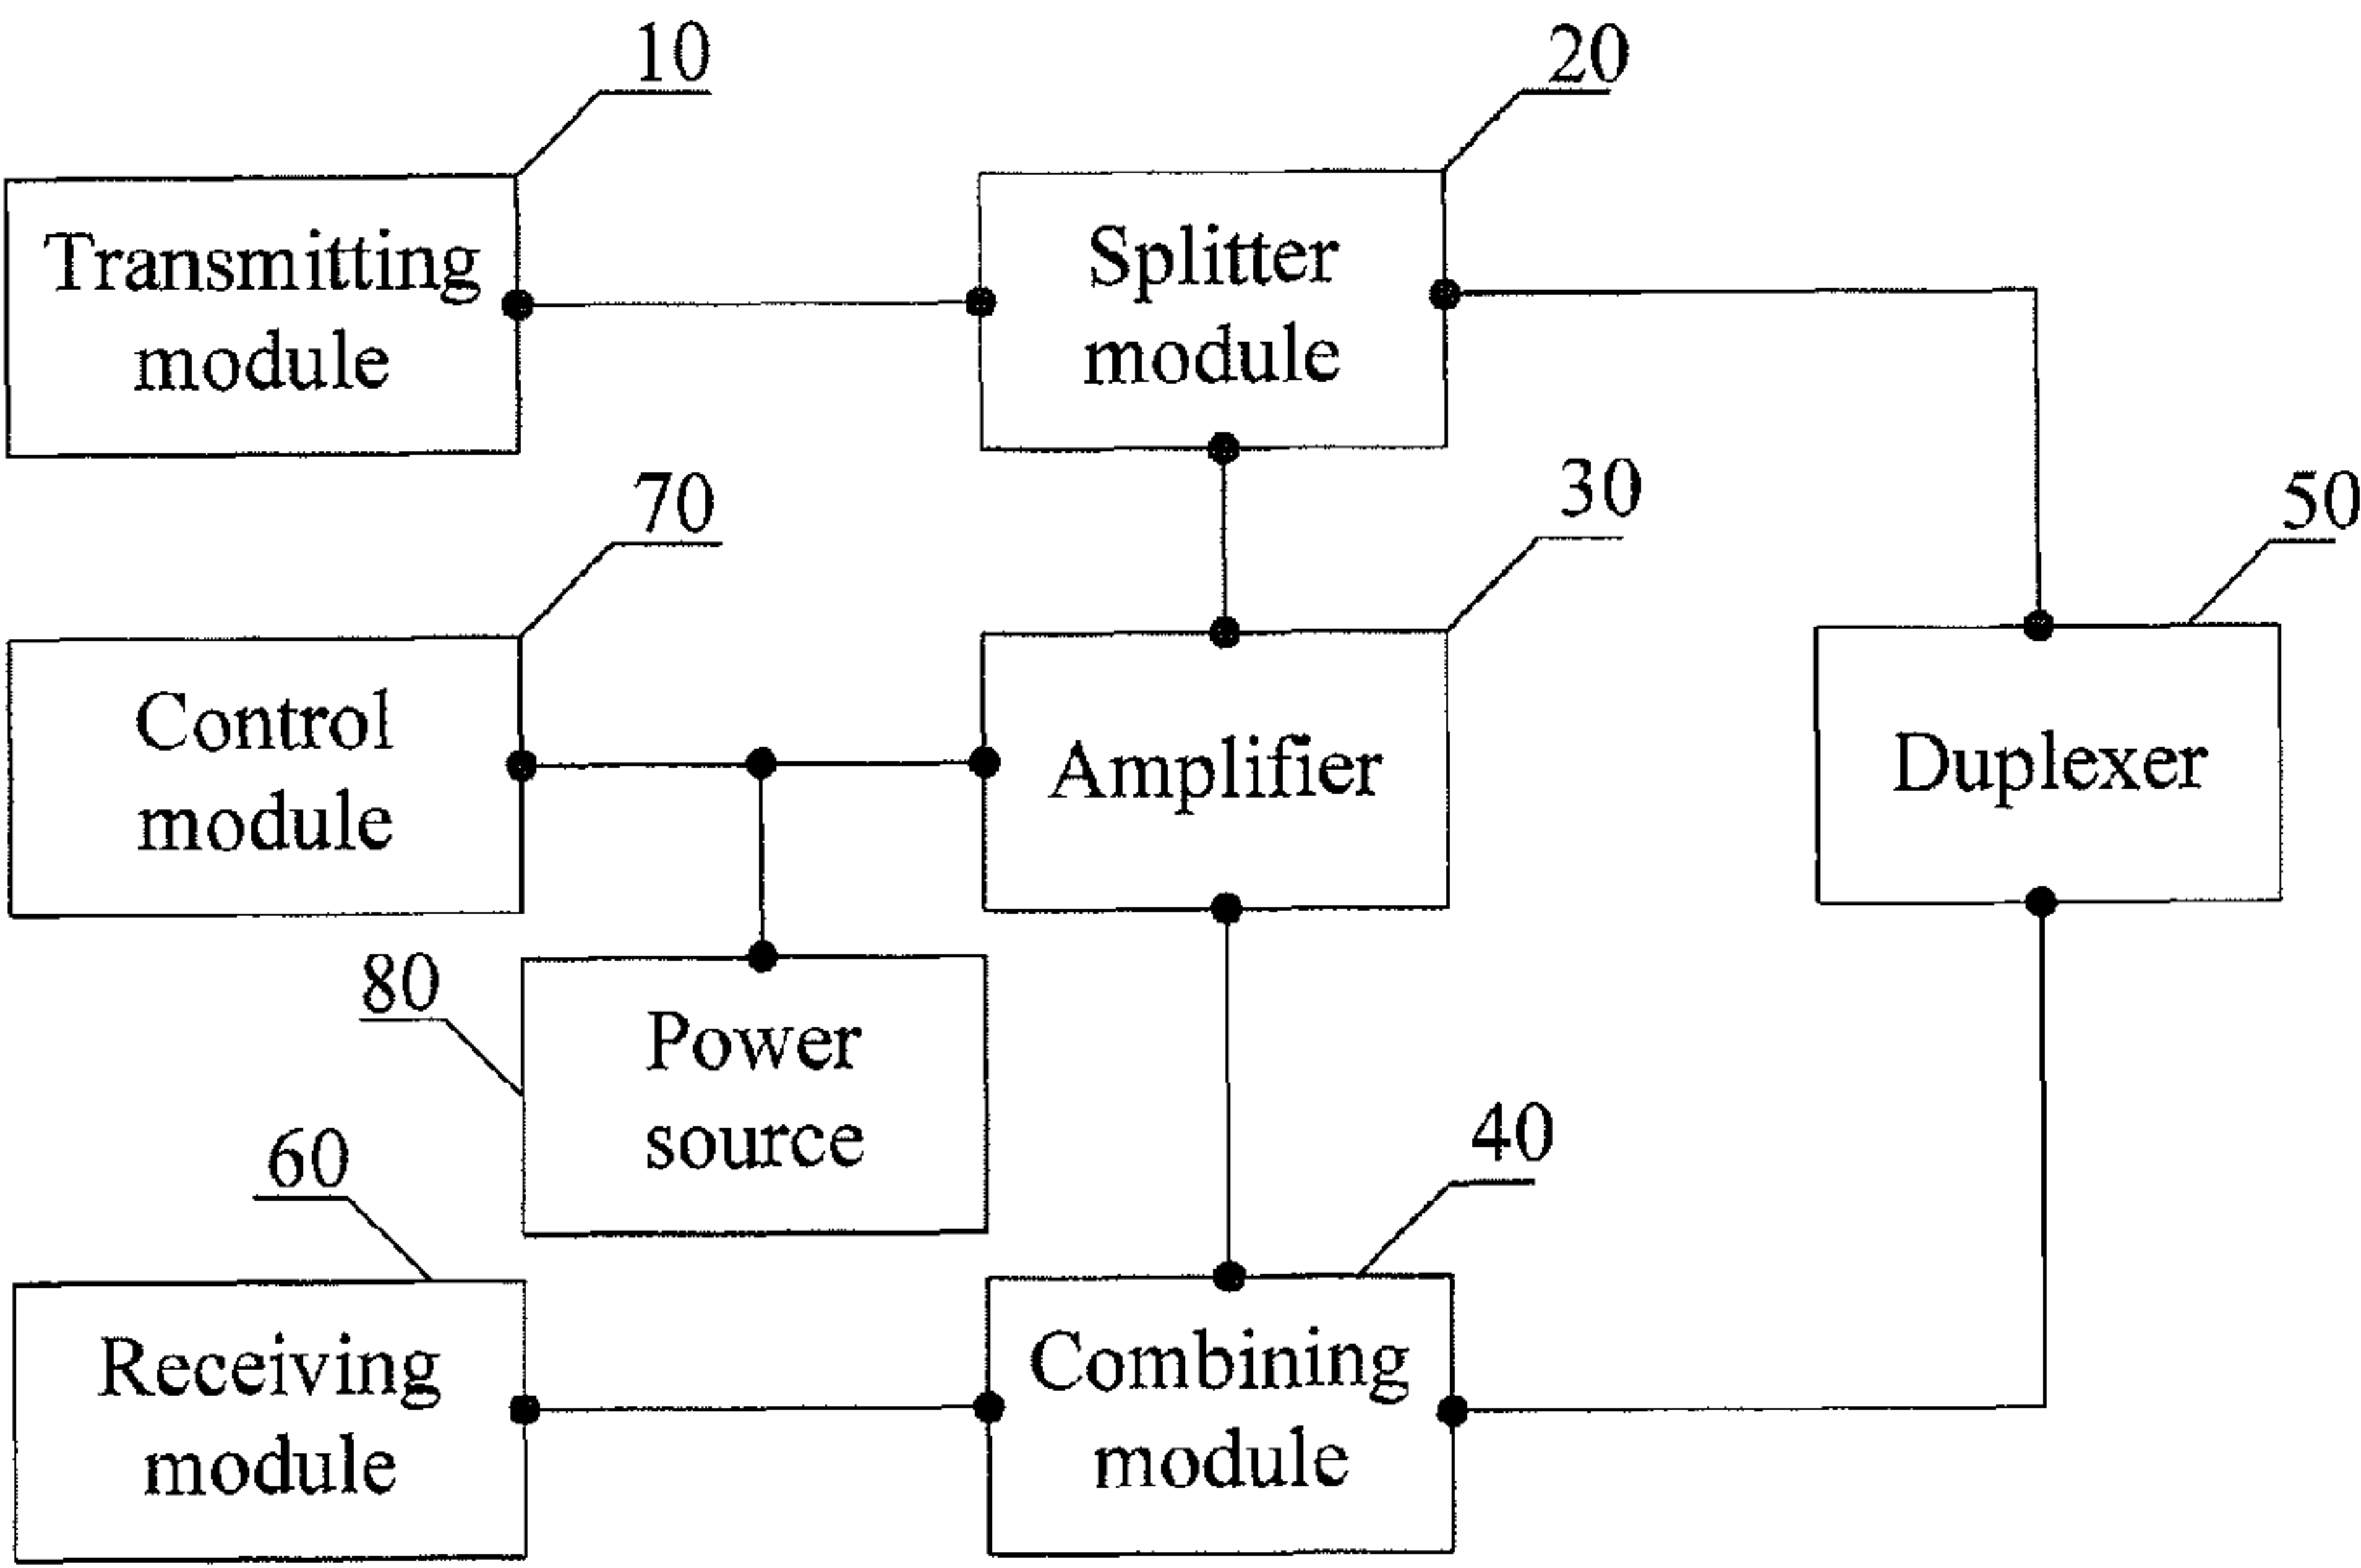 10
20
Transmitting
module
Splitter
module
70
30
50
Control
module
Amplifier
Duplexer
80
Power
source
60
40
Receiving
module
Combining
module